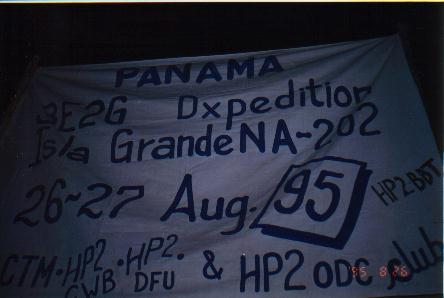 PANAMA
3E2G Dxpedition
Isla Grande NA-202
26-27 Aug. 95
HP2BBT
CTM-HP2 CWB-HP2. DFU & HP2 ODC club
'95 8 26